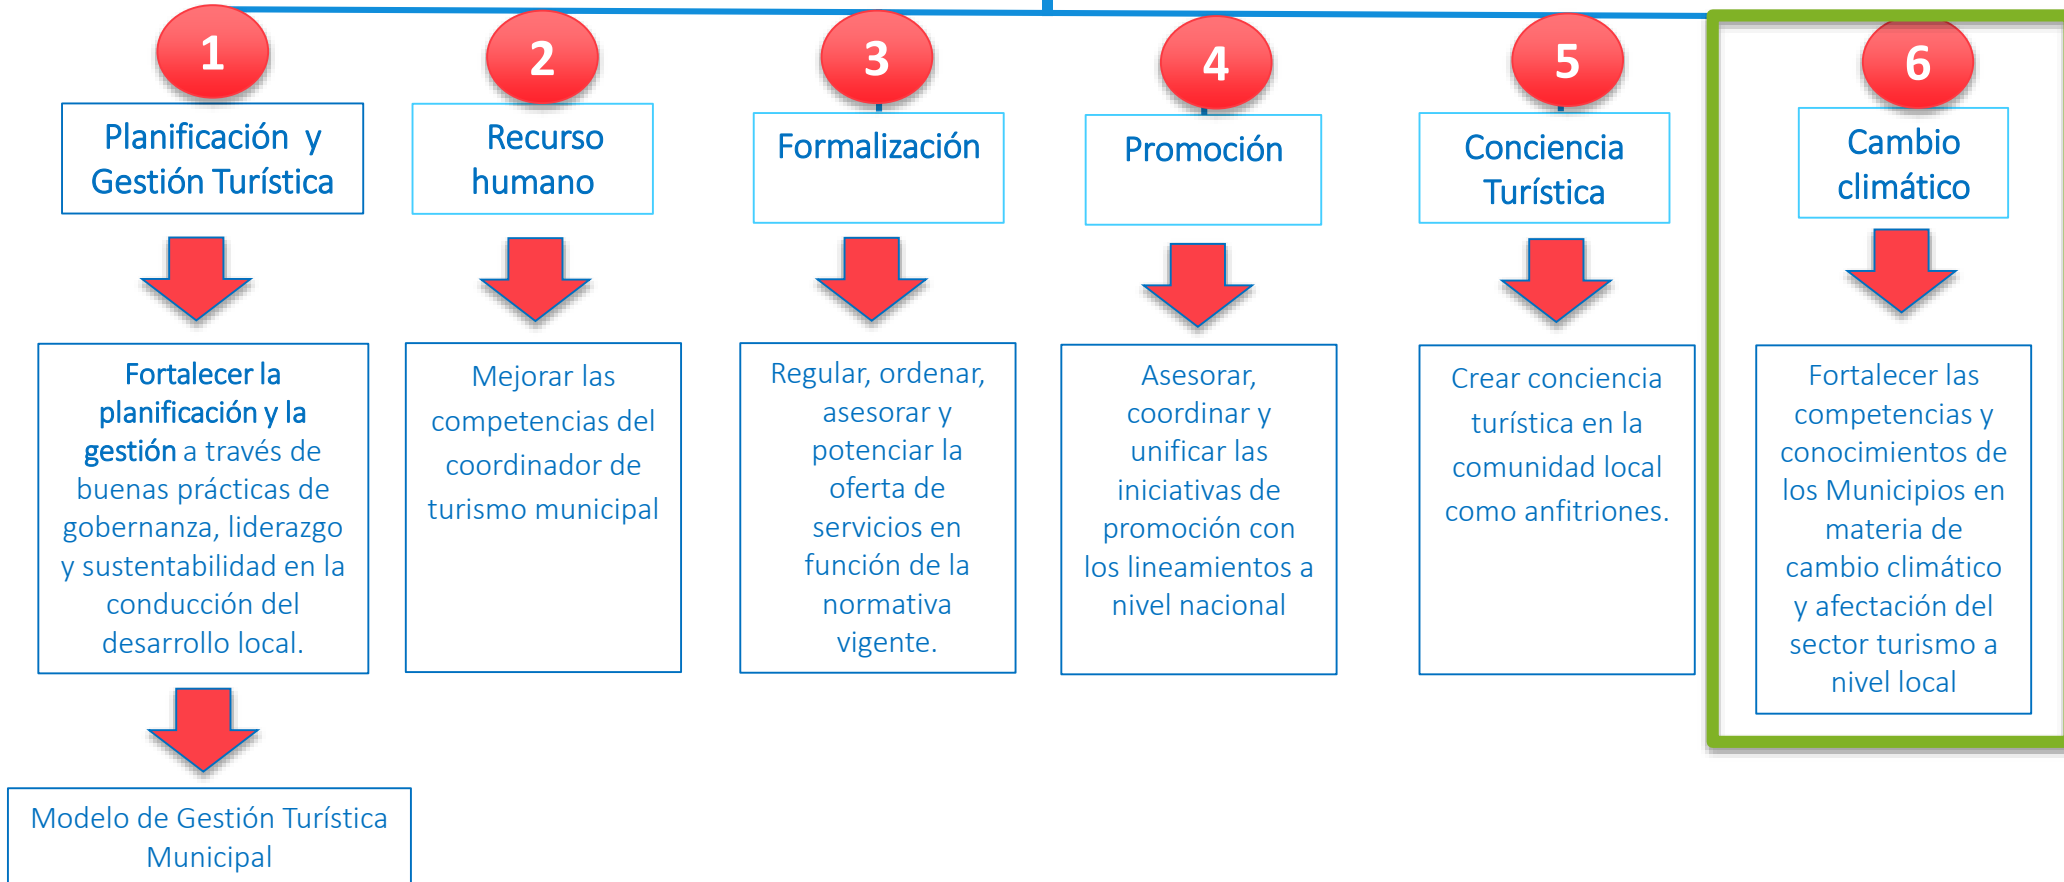 1
Planificación y
Gestión Turística
Fortalecer la
planificación y la
gestión a través de
buenas prácticas de
gobernanza, liderazgo
y sustentabilidad en la
conducción del
desarrollo local.
Modelo de Gestión Turística
Municipal
2
Recurso
humano
Mejorar las
competencias del
coordinador de
turismo municipal
3
Formalización
Regular, ordenar,
asesorar y
potenciar la
oferta de
servicios en
función de la
normativa
vigente.
4
Promoción
Asesorar,
coordinar y
unificar las
iniciativas de
promoción con
los lineamientos a
nivel nacional
5
Conciencia
Turística
Crear conciencia
turística en la
comunidad local
como anfitriones.
6
Cambio
climático
Fortalecer las
competencias y
conocimientos de
los Municipios en
materia de
cambio climático
y afectación del
sector turismo a
nivel local